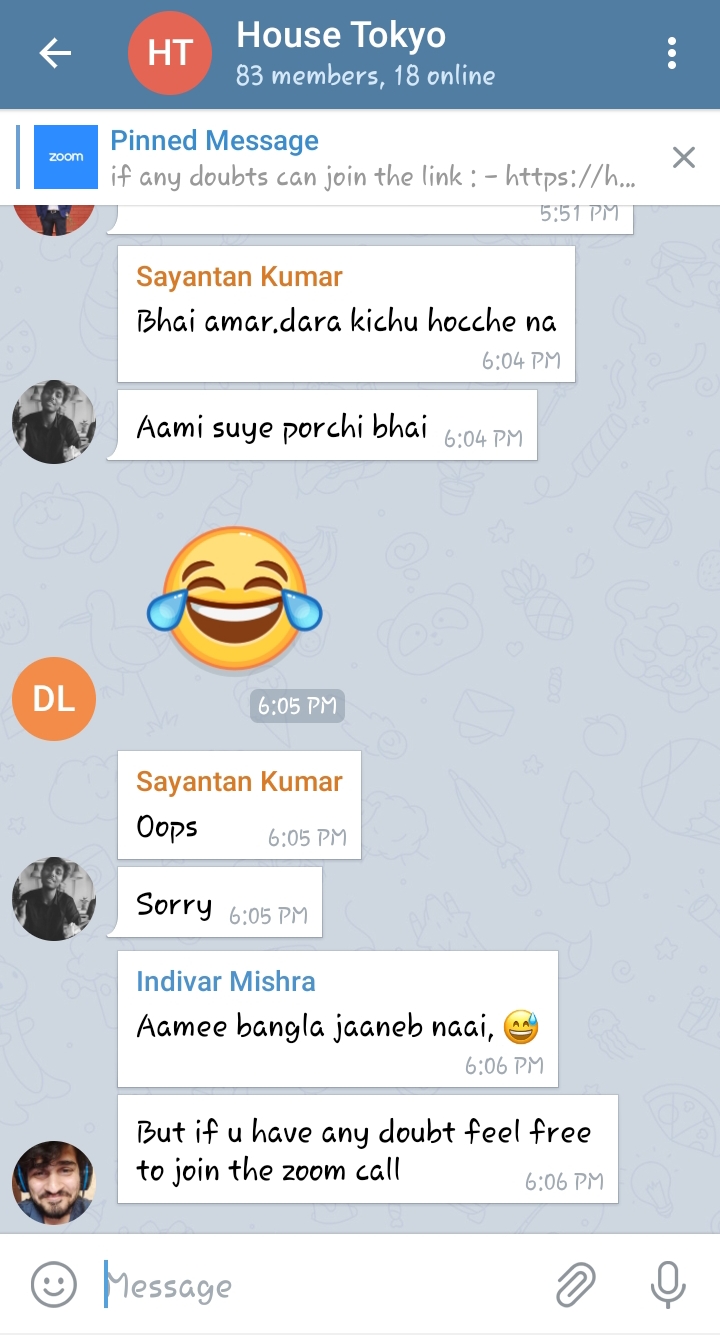 HT
House Tokyo
83 members, 18 online
zoom
Pinned Message
if any doubts can join the link : - https://h...
5:51 PM
Sayantan Kumar
Bhai amar.dara kichu hocche na
6:04 PM
Aami suye porchi bhai 6:04 PM
DL
6:05 PM
Sayantan Kumar
Oops 6:05 PM
Sorry 6:05 PM
Indivar Mishra
Aamee bangla jaaneb naai, 😅
6:06 PM
But if u have any doubt feel free
to join the zoom call 6:06 PM
Message